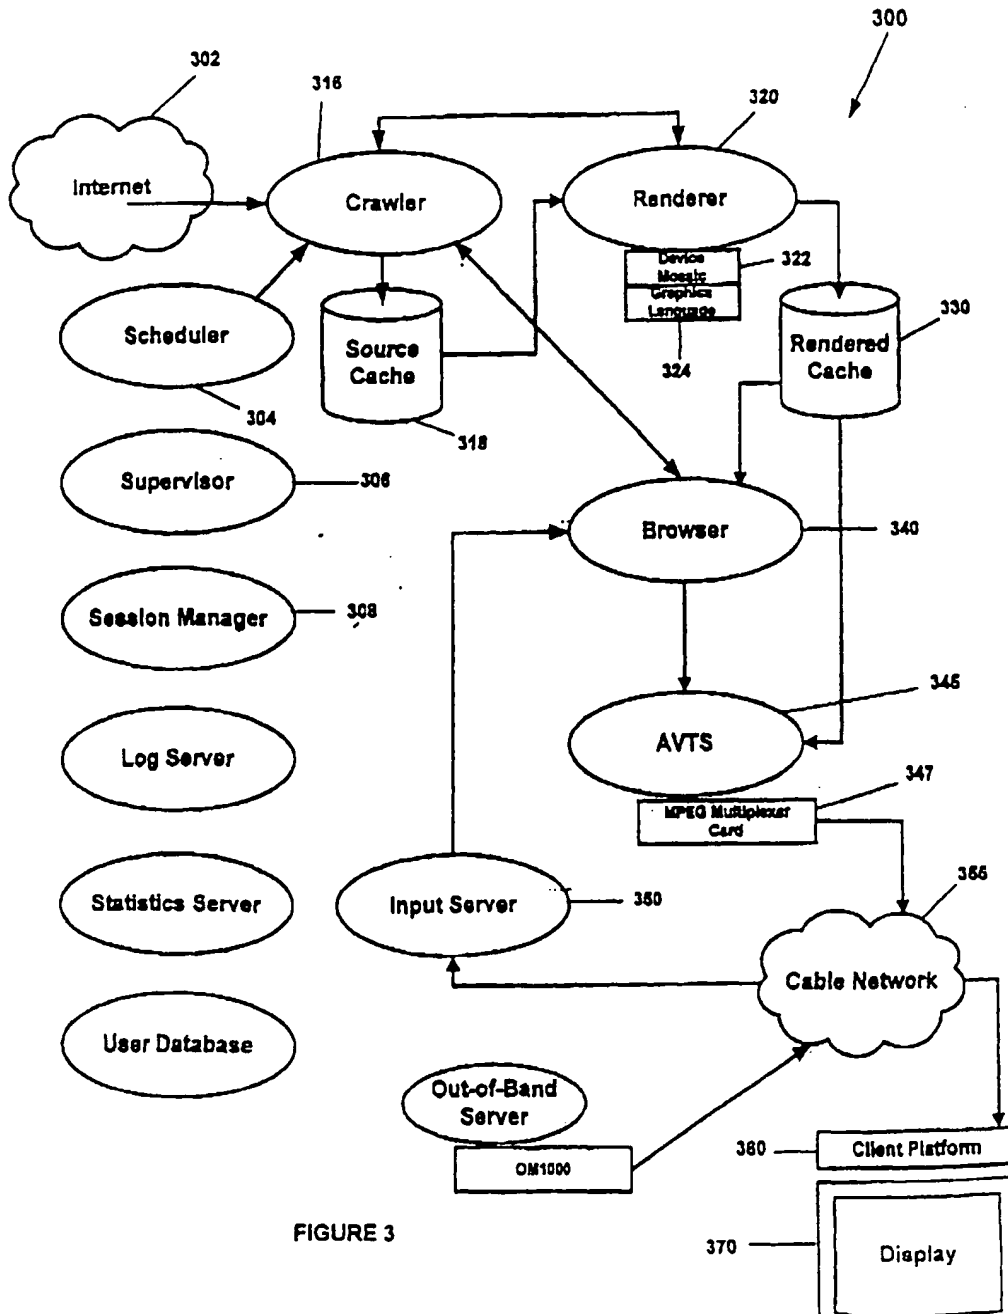 300
302
316
320
Internet
Crawler
Renderer
Device
Mosaic
322
Graphics
Language
324
330
Scheduler
304
Source
Cache
318
Rendered
Cache
Supervisor
306
Browser
340
Session Manager
308
345
AVTS
Log Server
347
MPEG Multiplexer
Card
355
Statistics Server
Input Server
350
Cable Network
User Database
Out-of-Band
Server
OM1000
380
Client Platform
FIGURE 3
370
Display